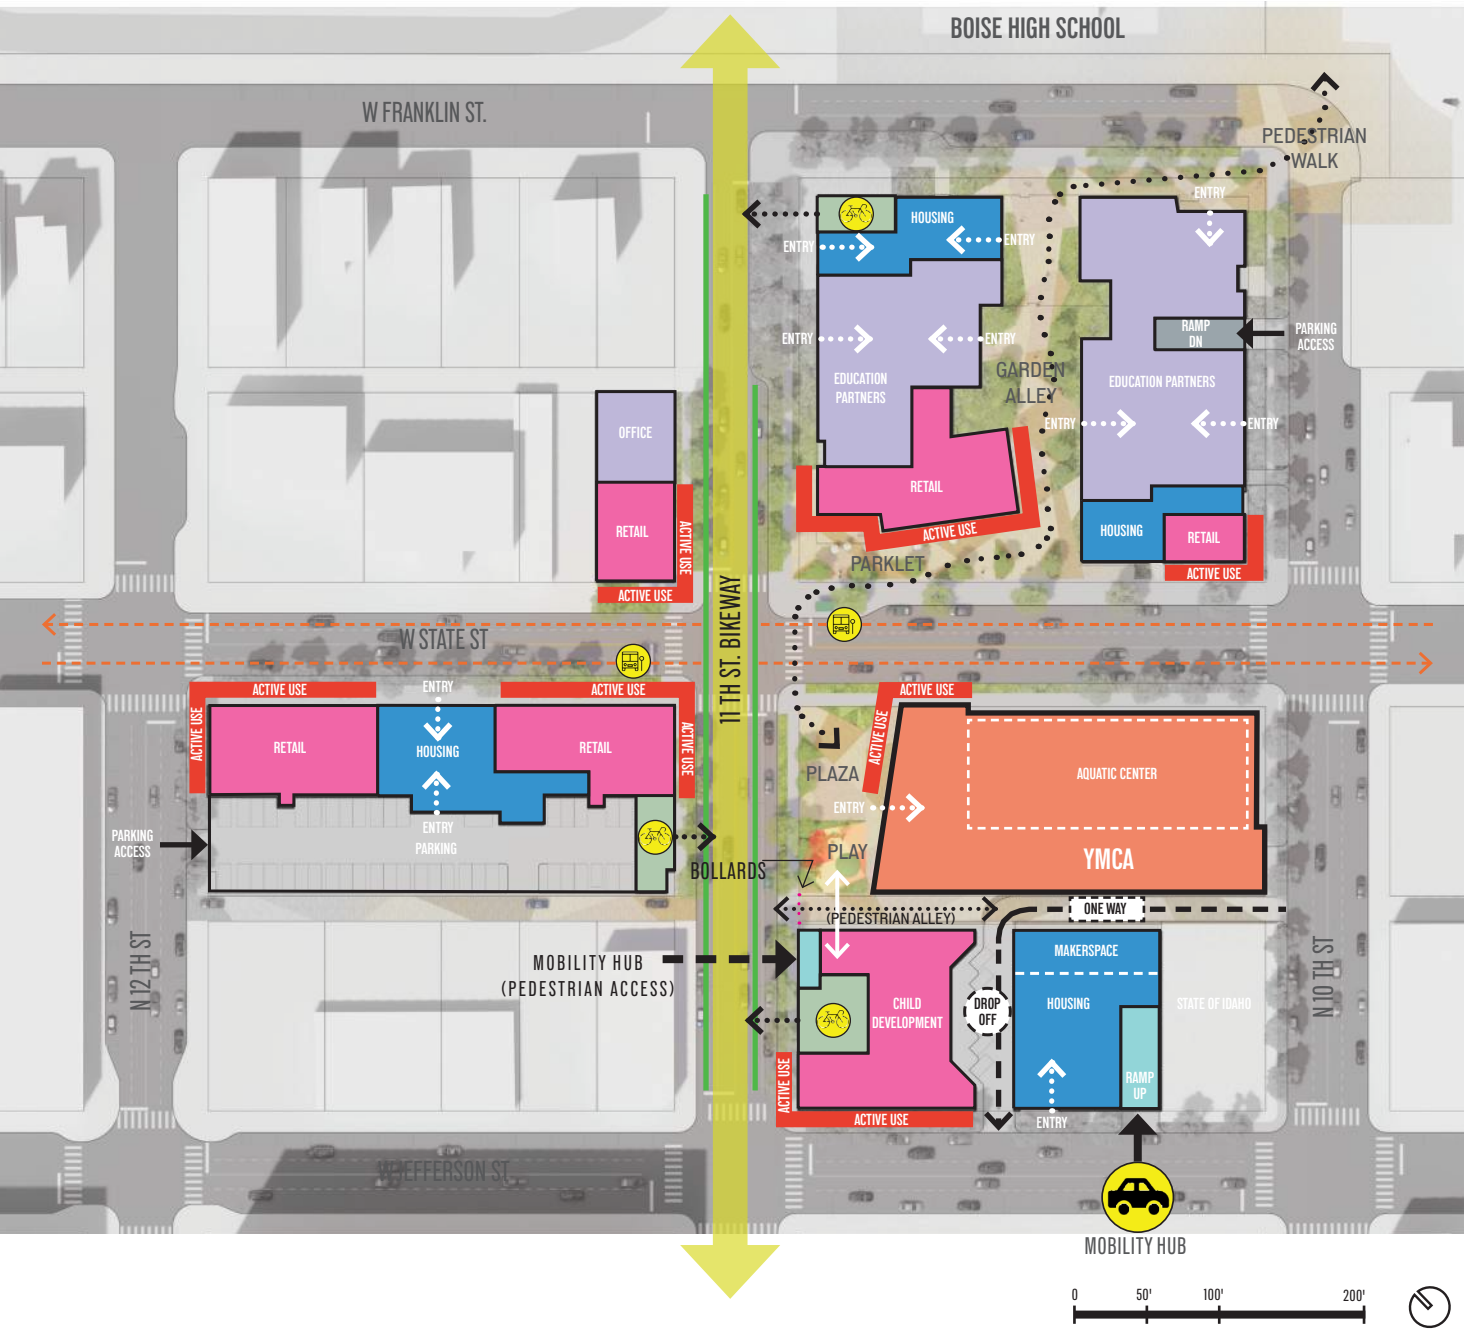 BOISE HIGH SCHOOL
W FRANKLIN ST.
PEDESTRIAN
WALK
ENTRY
HOUSING
ENTRY
ENTRY
RAMP
DN
PARKING
ACCESS
ENTRY
ENTRY
GARDEN
ALLEY
EDUCATION
PARTNERS
EDUCATION PARTNERS
ENTRY
ENTRY
OFFICE
RETAIL
ACTIVE USE
ACTIVE USE
RETAIL
ACTIVE USE
HOUSING
RETAIL
ACTIVE USE
PARKLET
11 TH ST. BIKEWAY
W STATE ST
ACTIVE USE
ENTRY
ACTIVE USE
ACTIVE USE
ACTIVE USE
RETAIL
HOUSING
RETAIL
ACTIVE USE
ACTIVE USE
PLAZA
AQUATIC CENTER
ENTRY
ENTRY
PARKING
PARKING
ACCESS
PLAY
YMCA
BOLLARDS
(PEDESTRIAN ALLEY)
ONE WAY
N 12 TH ST
MOBILITY HUB
(PEDESTRIAN ACCESS)
MAKERSPACE
CHILD
DEVELOPMENT
DROP
OFF
HOUSING
STATE OF IDAHO
N 10 TH ST
RAMP
UP
ACTIVE USE
ACTIVE USE
ENTRY
W JEFFERSON ST.
MOBILITY HUB
0 50' 100' 200'